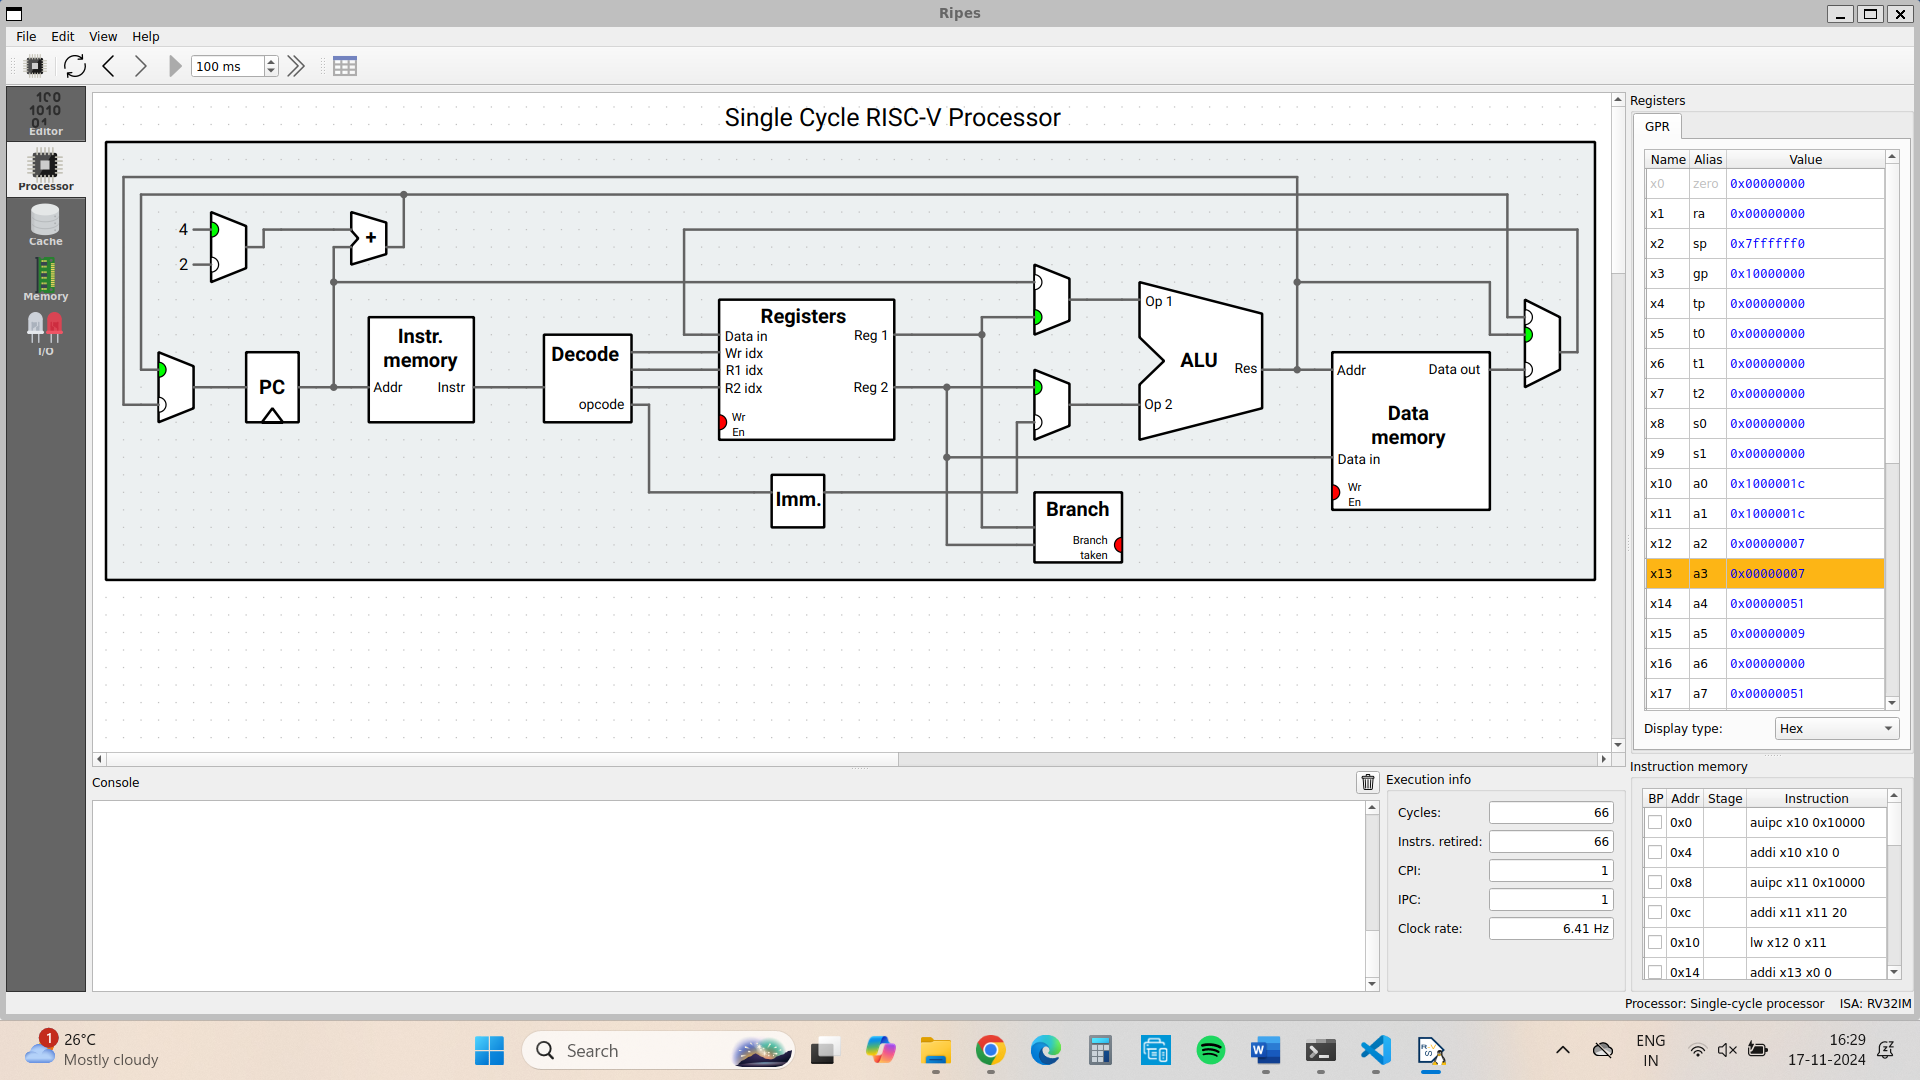 Ripes
File Edit View Help
100 ms
Editor
Processor
Cache
Memory
I/O
Single Cycle RISC-V Processor
4
2
+
PC
Instr.
memory
Addr Instr
Decode
opcode
Registers
Data in Reg 1
Wr idx
R1 idx
R2 idx Reg 2
Wr
En
Imm.
Op 1
ALU
Res
Op 2
Branch
Branch
taken
Addr Data out
Data
memory
Data in
Wr
En
Registers
GPR
Name Alias Value
x0 zero 0x00000000
x1 ra 0x00000000
x2 sp 0x7ffffff0
x3 gp 0x10000000
x4 tp 0x00000000
x5 t0 0x00000000
x6 t1 0x00000000
x7 t2 0x00000000
x8 s0 0x00000000
x9 s1 0x00000000
x10 a0 0x1000001c
x11 a1 0x1000001c
x12 a2 0x00000007
x13 a3 0x00000007
x14 a4 0x00000051
x15 a5 0x00000009
x16 a6 0x00000000
x17 a7 0x00000051
Display type: Hex
Console
Execution info
Cycles: 66
Instrs. retired: 66
CPI: 1
IPC: 1
Clock rate: 6.41 Hz
Instruction memory
BP Addr Stage Instruction
0x0 auipc x10 0x10000
0x4 addi x10 x10 0
0x8 auipc x11 0x10000
0xc addi x11 x11 20
0x10 lw x12 0 x11
0x14 addi x13 x0 0
Processor: Single-cycle processor ISA: RV32IM
1
26°C
Mostly cloudy
Search
ENG
IN
16:29
17-11-2024